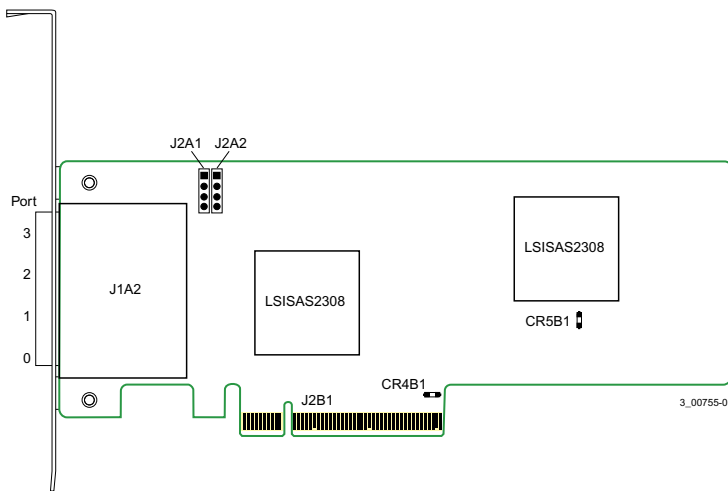 J2A1 J2A2
Port
3
2
1
0
J1A2
LSISAS2308
LSISAS2308
CR5B1
CR4B1
J2B1
3_00755-0